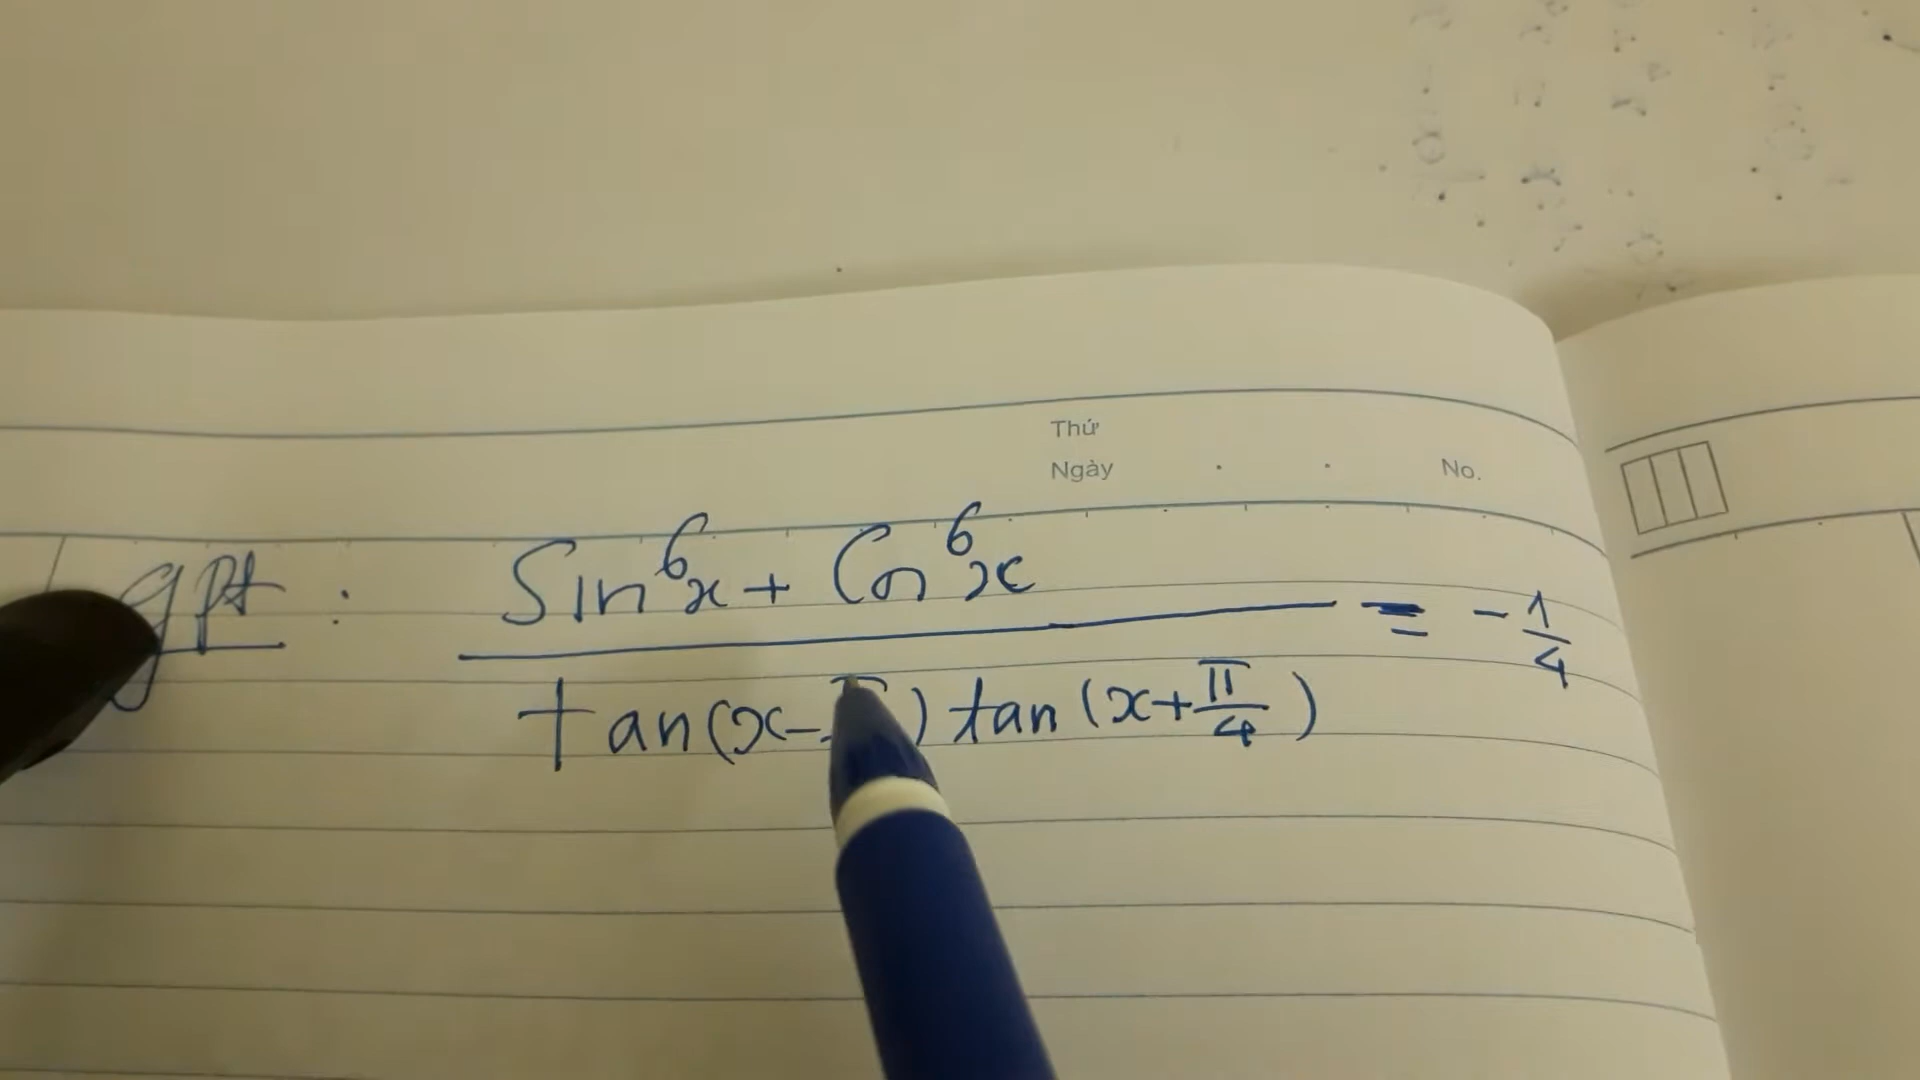 Thứ
Ngày
No.
gpt : Sin⁶x + Cos⁶x = - 1/4
tan(x- ) tan(x+ π/4)